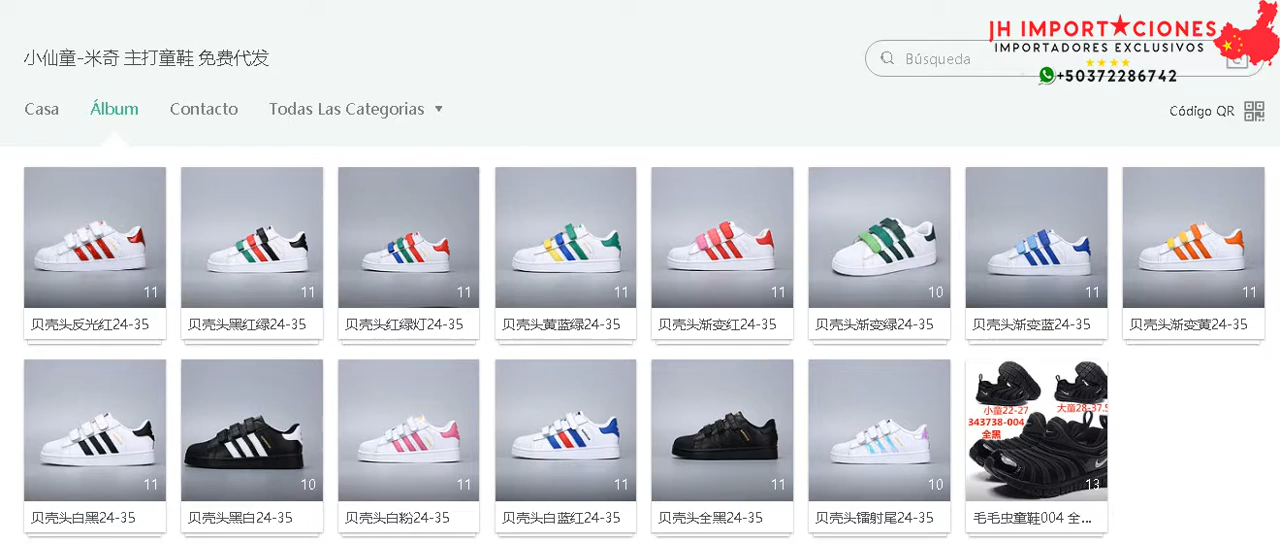 JH IMPORT★CIONES
IMPORTADORES EXCLUSIVOS
+50372286742
小仙童-米奇 主打童鞋 免费代发
Búsqueda
Casa
Álbum
Contacto
Todas Las Categorias
Código QR
11
11
11
11
11
10
11
11
贝壳头反光红24-35
贝壳头黑红绿24-35
贝壳头红绿灯24-35
贝壳头黄蓝绿24-35
贝壳头渐变红24-35
贝壳头渐变绿24-35
贝壳头渐变蓝24-35
贝壳头渐变黄24-35
小童22-27
大童28-37.5
343738-004
全黑
11
10
11
11
11
10
13
贝壳头白黑24-35
贝壳头黑白24-35
贝壳头白粉24-35
贝壳头白蓝红24-35
贝壳头全黑24-35
贝壳头镭射尾24-35
毛毛虫童鞋004 全...